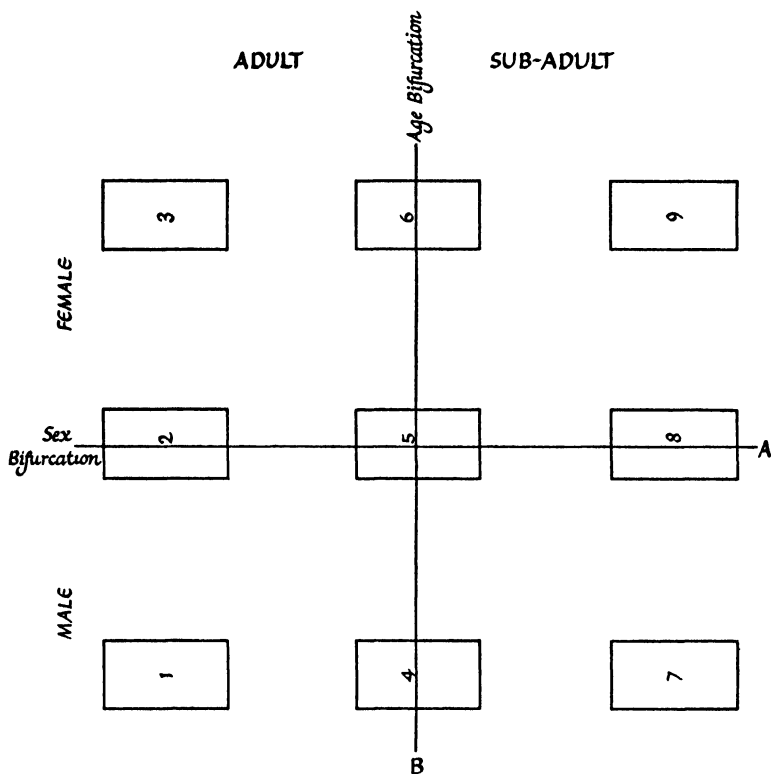 ADULT
Age Bifurcation
SUB-ADULT
3
6
9
FEMALE
Sex
Bifurcation
2
5
8
A
MALE
1
4
7
B